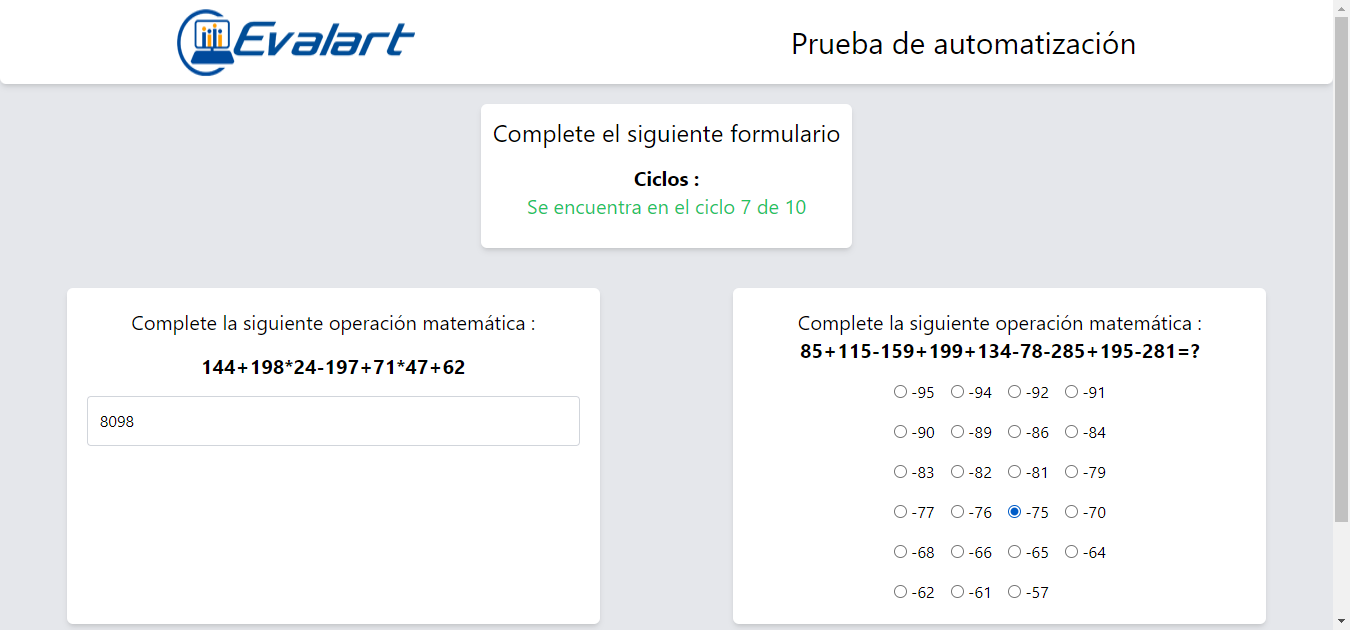 Evalart
Prueba de automatización
Complete el siguiente formulario
Ciclos :
Se encuentra en el ciclo 7 de 10
Complete la siguiente operación matemática :
144+198*24-197+71*47+62
8098
Complete la siguiente operación matemática :
85+115-159+199+134-78-285+195-281=?
-95 -94 -92 -91
-90 -89 -86 -84
-83 -82 -81 -79
-77 -76 -75 -70
-68 -66 -65 -64
-62 -61 -57